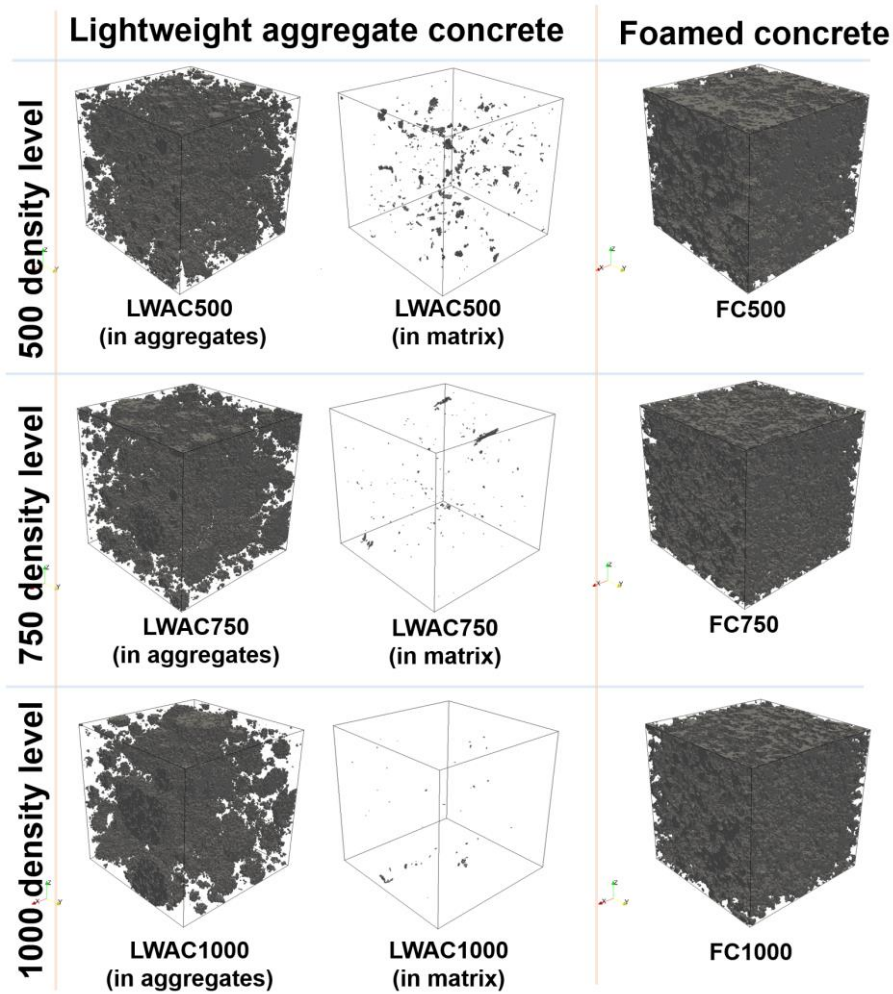 Lightweight aggregate concrete
Foamed concrete
500 density level
LWAC500
(in aggregates)
LWAC500
(in matrix)
FC500
750 density level
LWAC750
(in aggregates)
LWAC750
(in matrix)
FC750
1000 density level
LWAC1000
(in aggregates)
LWAC1000
(in matrix)
FC1000